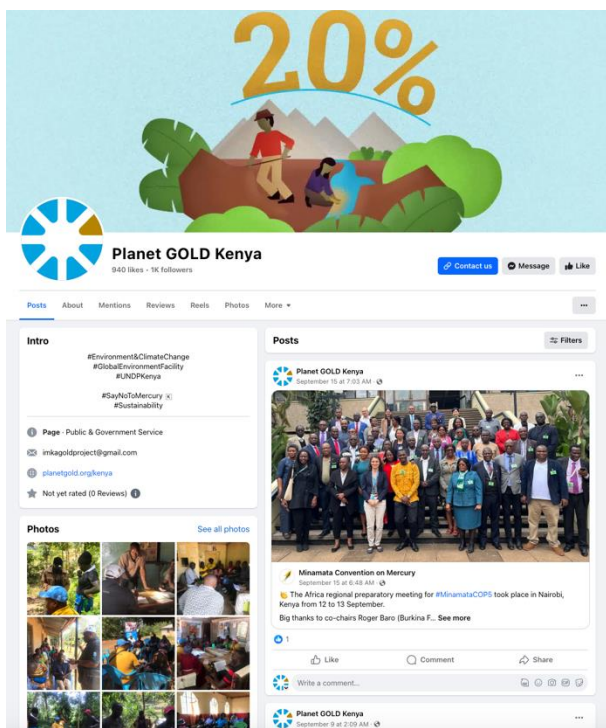 20%
Planet GOLD Kenya
940 likes • 1K followers
Contact us
Message
Like
Posts
About
Mentions
Reviews
Reels
Photos
More
Intro
#Environment&ClimateChange
#GlobalEnvironmentFacility
#UNDPKenya
#SayNoToMercury
#Sustainability
Page · Public & Government Service
imkagoldproject@gmail.com
planetgold.org/kenya
Not yet rated (0 Reviews)
Photos
See all photos
Posts
Filters
Planet GOLD Kenya
September 15 at 7:03 AM ·
Minamata Convention on Mercury
September 15 at 6:48 AM ·
The Africa regional preparatory meeting for #MinamataCOP5 took place in Nairobi,
Kenya from 12 to 13 September.
Big thanks to co-chairs Roger Baro (Burkina F... See more
1
Like
Comment
Share
Write a comment...
Planet GOLD Kenya
September 9 at 2:09 AM ·